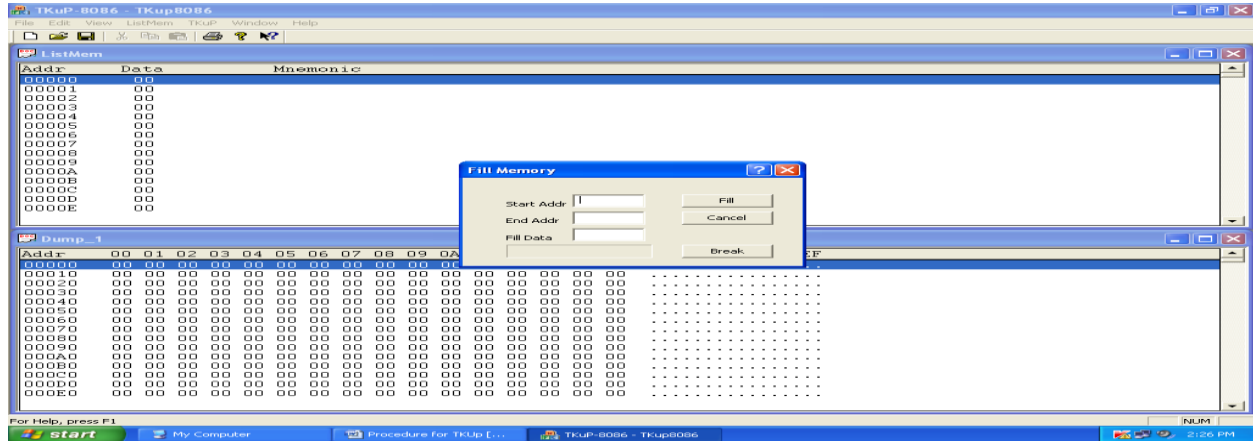 TKuP-8086 - TKup8086
File Edit View ListMem TKuP Window Help
ListMem
Addr Data Mnemonic
00000 00
00001 00
00002 00
00003 00
00004 00
00005 00
00006 00
00007 00
00008 00
00009 00
0000A 00
0000B 00
0000C 00
0000D 00
0000E 00
Fill Memory
Start Addr
Fill
End Addr
Cancel
Fill Data
Break
Dump_1
Addr 00 01 02 03 04 05 06 07 08 09 0A EF
00000 00 00 00 00 00 00 00 00 00 00 00
00010 00 00 00 00 00 00 00 00 00 00 00 00 00 00 00 00 ................
00020 00 00 00 00 00 00 00 00 00 00 00 00 00 00 00 00 ................
00030 00 00 00 00 00 00 00 00 00 00 00 00 00 00 00 00 ................
00040 00 00 00 00 00 00 00 00 00 00 00 00 00 00 00 00 ................
00050 00 00 00 00 00 00 00 00 00 00 00 00 00 00 00 00 ................
00060 00 00 00 00 00 00 00 00 00 00 00 00 00 00 00 00 ................
00070 00 00 00 00 00 00 00 00 00 00 00 00 00 00 00 00 ................
00080 00 00 00 00 00 00 00 00 00 00 00 00 00 00 00 00 ................
00090 00 00 00 00 00 00 00 00 00 00 00 00 00 00 00 00 ................
000A0 00 00 00 00 00 00 00 00 00 00 00 00 00 00 00 00 ................
000B0 00 00 00 00 00 00 00 00 00 00 00 00 00 00 00 00 ................
000C0 00 00 00 00 00 00 00 00 00 00 00 00 00 00 00 00 ................
000D0 00 00 00 00 00 00 00 00 00 00 00 00 00 00 00 00 ................
000E0 00 00 00 00 00 00 00 00 00 00 00 00 00 00 00 00 ................
For Help, press F1
NUM
start My Computer Procedure for TKUp [... TKuP-8086 - TKup8086 2:26 PM